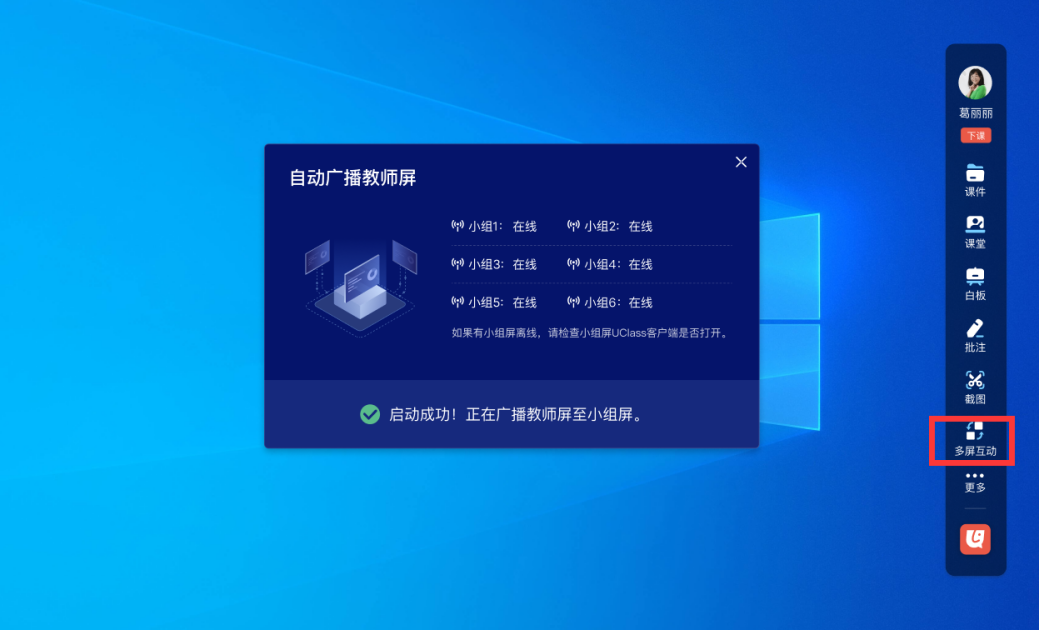 自动广播教师屏
小组1：在线 小组2：在线
小组3：在线 小组4：在线
小组5：在线 小组6：在线
如果有小组屏离线，请检查小组屏UClass客户端是否打开。
启动成功！正在广播教师屏至小组屏。
葛丽丽
下课
课件
课堂
白板
批注
截图
多屏互动
更多